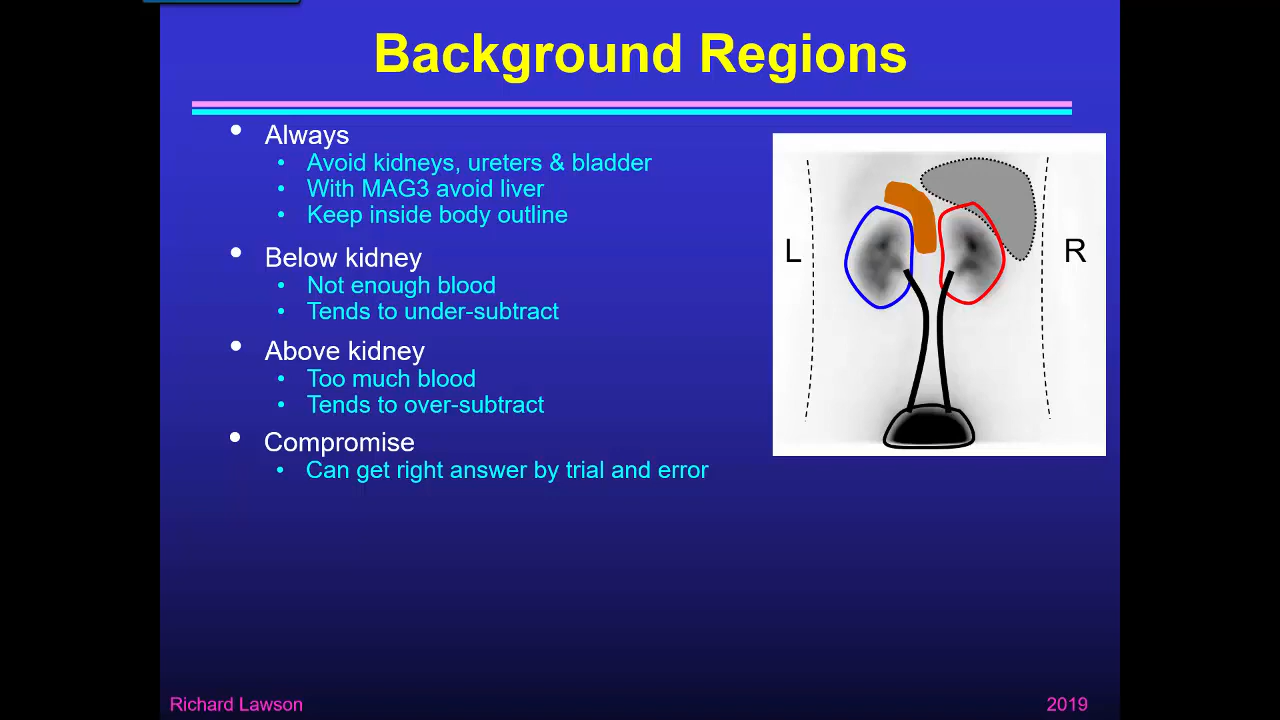 Background Regions
• Always
• Avoid kidneys, ureters & bladder
• With MAG3 avoid liver
• Keep inside body outline
• Below kidney
• Not enough blood
• Tends to under-subtract
• Above kidney
• Too much blood
• Tends to over-subtract
• Compromise
• Can get right answer by trial and error
L
R
Richard Lawson
2019